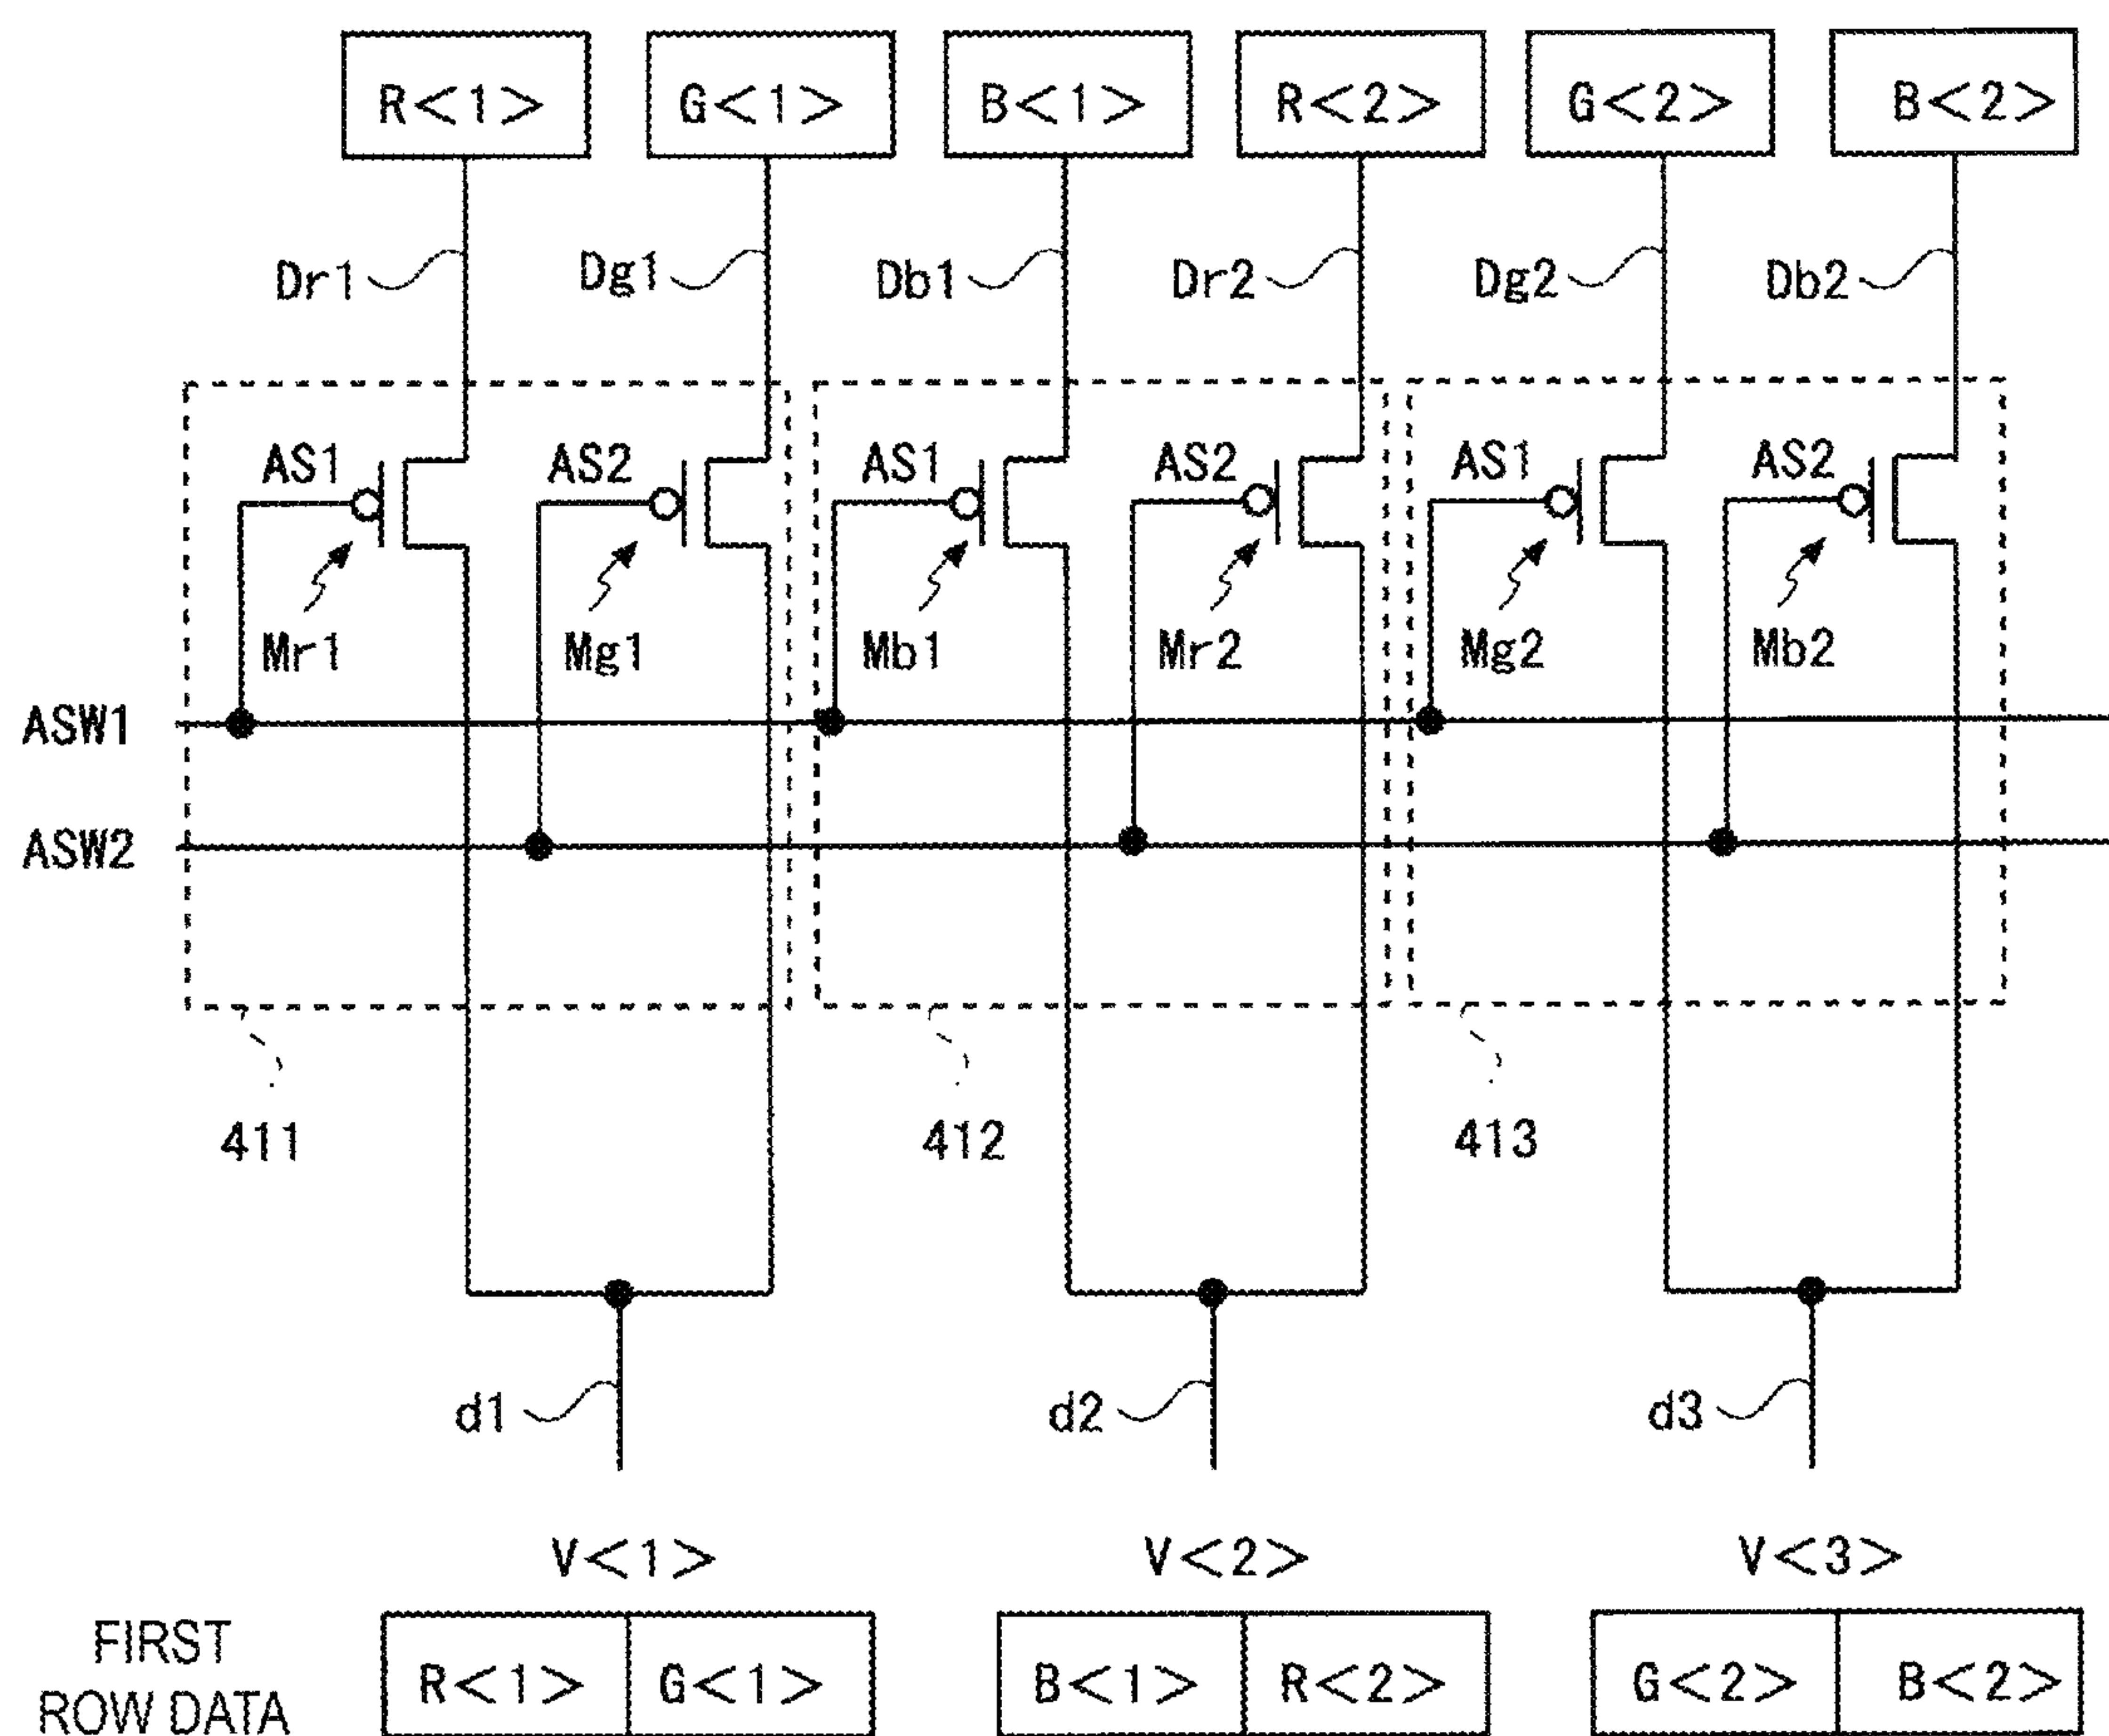 R<1> G<1> B<1> R<2> G<2> B<2>
Dr1 Dg1 Db1 Dr2 Dg2 Db2
AS1 AS2 AS1 AS2 AS1 AS2
Mr1 Mg1 Mb1 Mr2 Mg2 Mb2
ASW1
ASW2
411 412 413
d1 d2 d3
V<1> V<2> V<3>
FIRST
ROW DATA
R<1> G<1> B<1> R<2> G<2> B<2>